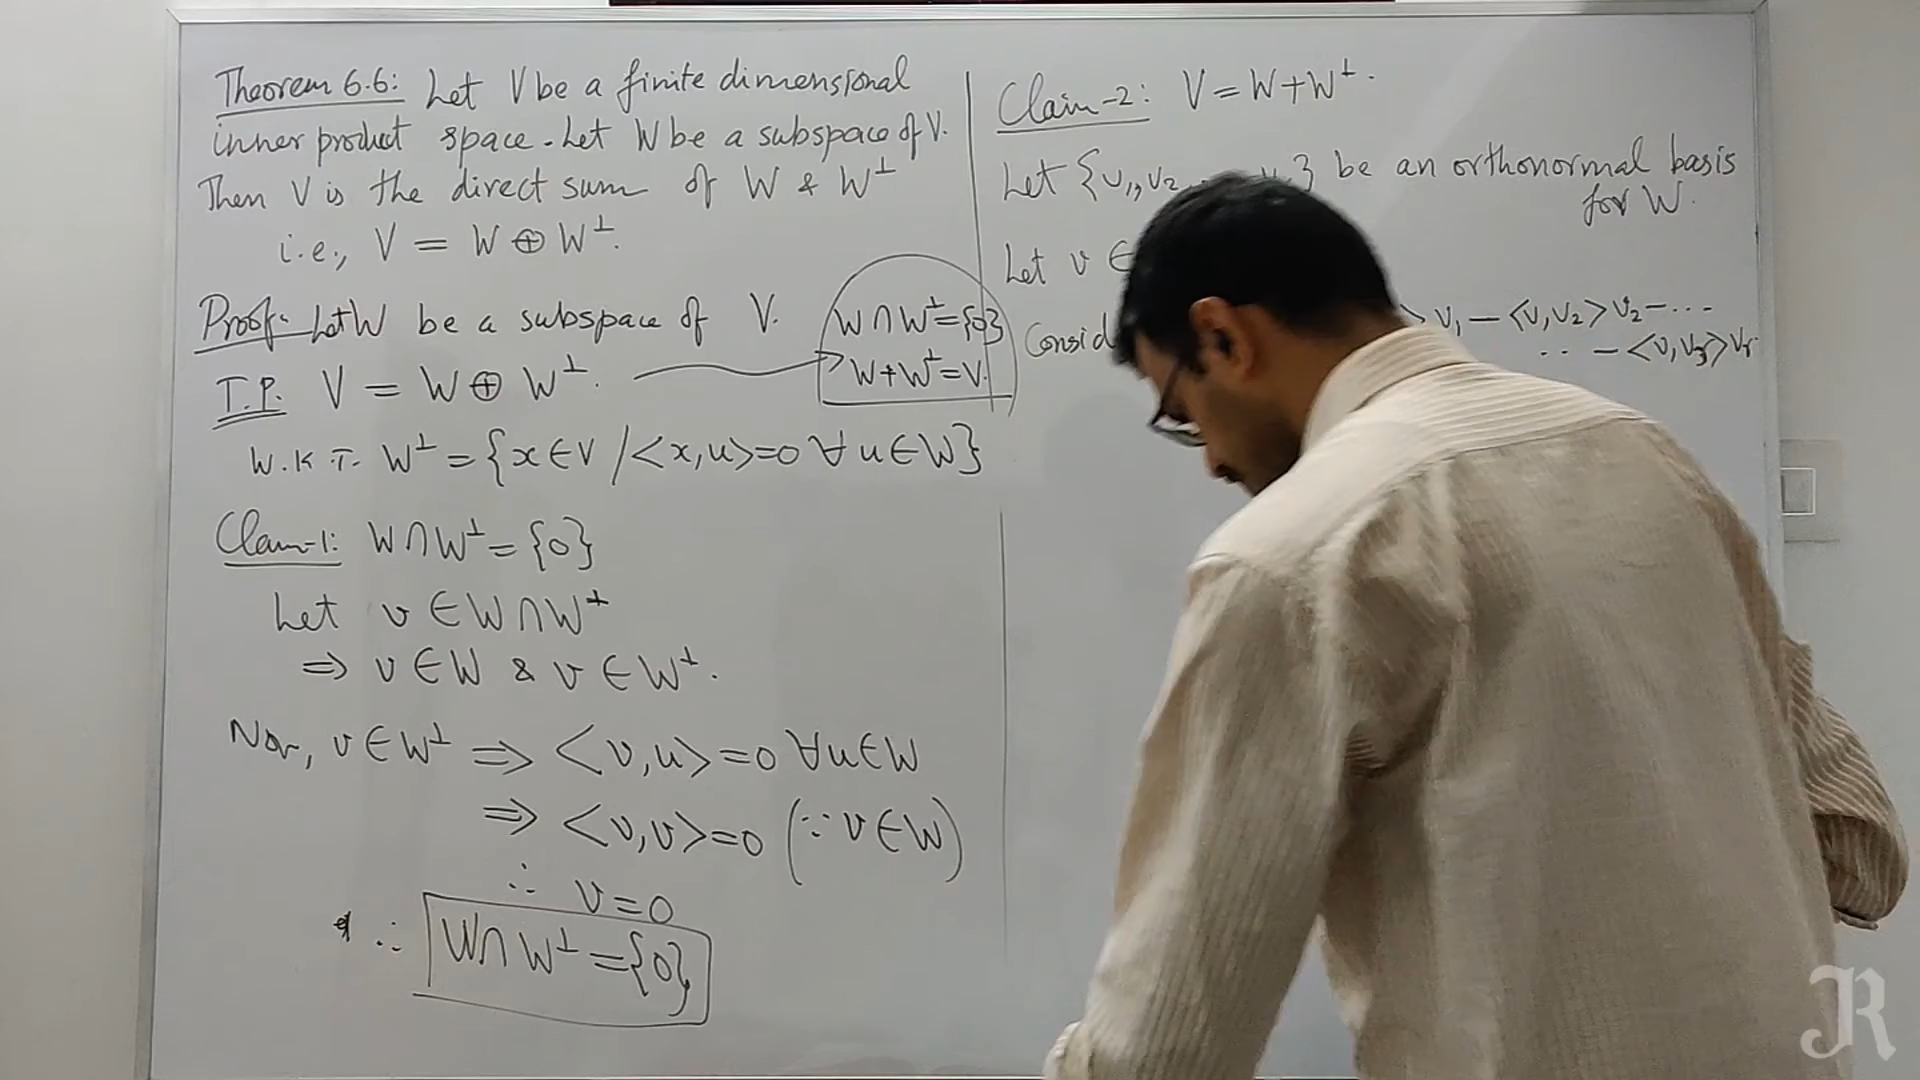 Theorem 6.6: Let V be a finite dimensional
inner product space. Let W be a subspace of V.
Then V is the direct sum of W & W⊥
i.e., V = W ⊕ W⊥.
Proof:- Let W be a subspace of V.
T.P. V = W ⊕ W⊥.
W ∩ W⊥ = {0}
W + W⊥ = V.
W.K.T. W⊥ = {x ∈ V / <x,u> = 0 ∀ u ∈ W}
Claim-1: W ∩ W⊥ = {0}
Let v ∈ W ∩ W⊥
⇒ v ∈ W & v ∈ W⊥.
Now, v ∈ W⊥ ⇒ <v,u> = 0 ∀ u ∈ W
⇒ <v,v> = 0 (∵ v ∈ W)
∴ v = 0
∴ W ∩ W⊥ = {0}
Claim-2: V = W + W⊥.
Let {v1, v2 } be an orthonormal basis
for W.
Let v ∈
Consid > v1 – <v,v2> v2 – ...
.. – <v,vr> vr.
R